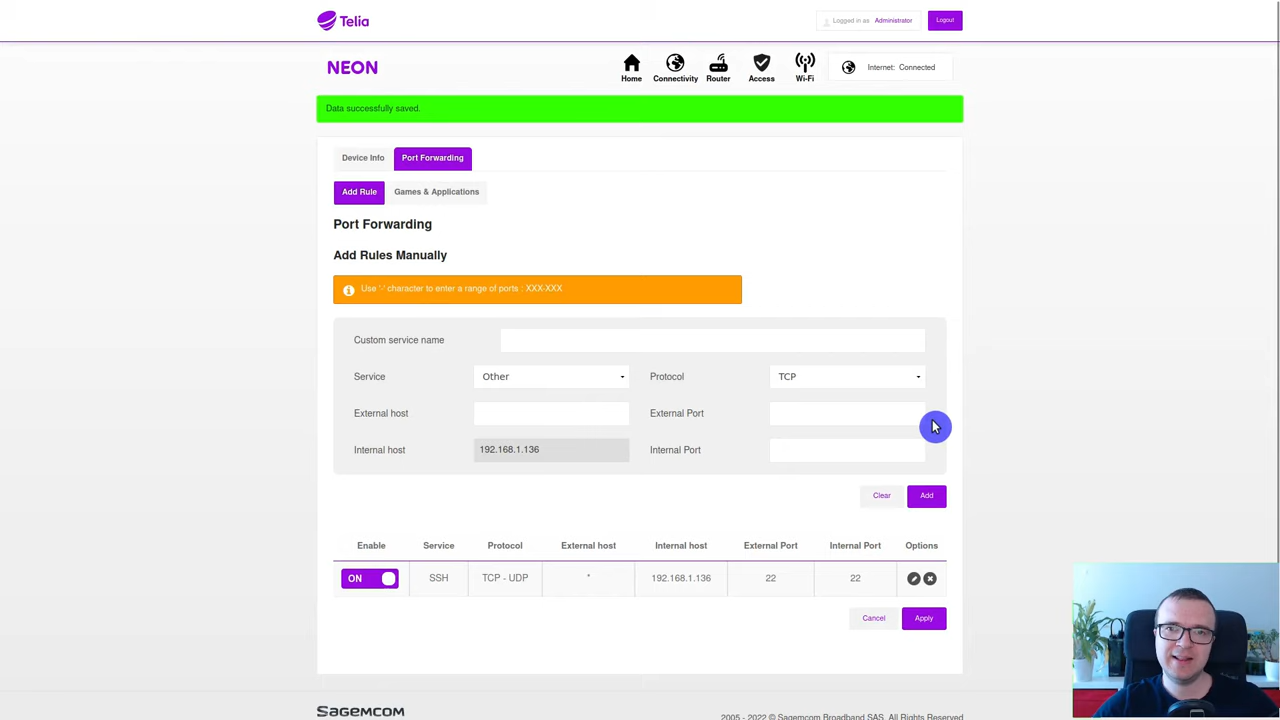 Telia
Logged in as Administrator
Logout
NEON
Home
Connectivity
Router
Access
Wi-Fi
Internet: Connected
Data successfully saved.
Device Info
Port Forwarding
Add Rule
Games & Applications
Port Forwarding
Add Rules Manually
Use '-' character to enter a range of ports : XXX-XXX
Custom service name
Service
Other
Protocol
TCP
External host
External Port
Internal host
192.168.1.136
Internal Port
Clear
Add
Enable
Service
Protocol
External host
Internal host
External Port
Internal Port
Options
ON
SSH
TCP - UDP
*
192.168.1.136
22
22
Cancel
Apply
SAGEMCOM
2005 - 2022 © Sagemcom Broadband SAS. All Rights Reserved